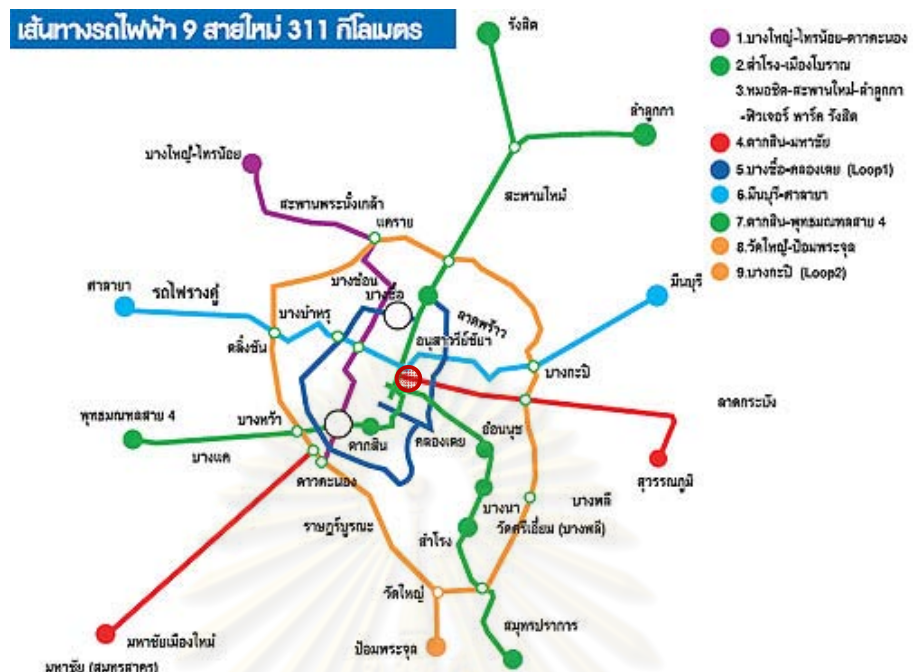 เส้นทางรถไฟฟ้า 9 สายใหม่ 311 กิโลเมตร
รังสิต
1.บางใหญ่-ไทรน้อย-ดาวคะนอง
2.สำโรง-เมืองโบราณ
3.หมอชิต-สะพานใหม่-ลำลูกกา
-ฟิวเจอร์ พาร์ค รังสิต
4.ตากสิน-มหาชัย
5.บางซื่อ-คลองเตย (Loop1)
6.มีนบุรี-ศาลายา
7.ตากสิน-พุทธมณฑลสาย 4
8.วัดใหญ่-ป้อมพระจุล
9.บางกะปิ (Loop2)
ลำลูกกา
บางใหญ่-ไทรน้อย
สะพานใหม่
สะพานพระนั่งเกล้า
แคราย
บางซ่อน
บางซื่อ
ศาลายา
รถไฟรางคู่
มีนบุรี
บางบำหรุ
ลาดพร้าว
อนุสาวรีย์ชัยฯ
ตลิ่งชัน
บางกะปิ
ลาดกระบัง
พุทธมณฑลสาย 4
บางหว้า
อ่อนนุช
ตากสิน
คลองเตย
บางแค
สุวรรณภูมิ
ดาวคะนอง
บางพลี
บางนา
ราษฎร์บูรณะ
วัดศรีเอี่ยม (บางพลี)
สำโรง
วัดใหญ่
สมุทรปราการ
มหาชัยเมืองใหม่
ป้อมพระจุล
มหาชัย (สมุทรสาคร)